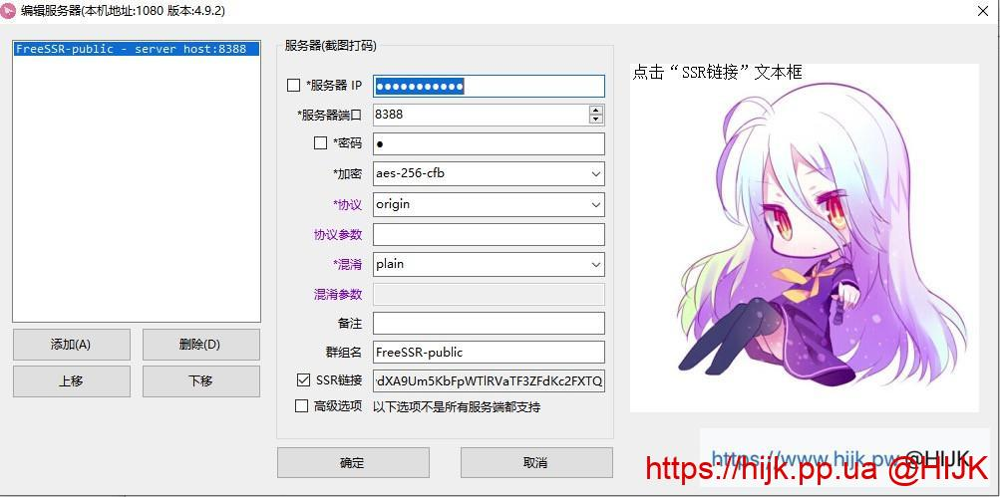 编辑服务器(本机地址:1080 版本:4.9.2)
FreeSSR-public - server host:8388
添加(A)
删除(D)
上移
下移
服务器(截图打码)
*服务器 IP
●●●●●●●●●●●
*服务器端口
8388
*密码
●
*加密
aes-256-cfb
*协议
origin
协议参数
*混淆
plain
混淆参数
备注
群组名
FreeSSR-public
SSR链接
dXA9Um5KbFpWTlRVaTF3ZFdKc2FXTQ
高级选项
以下选项不是所有服务端都支持
确定
取消
点击“SSR链接”文本框
https://www.hijk.pw @HIJK
https://hijk.pp.ua @HIJK